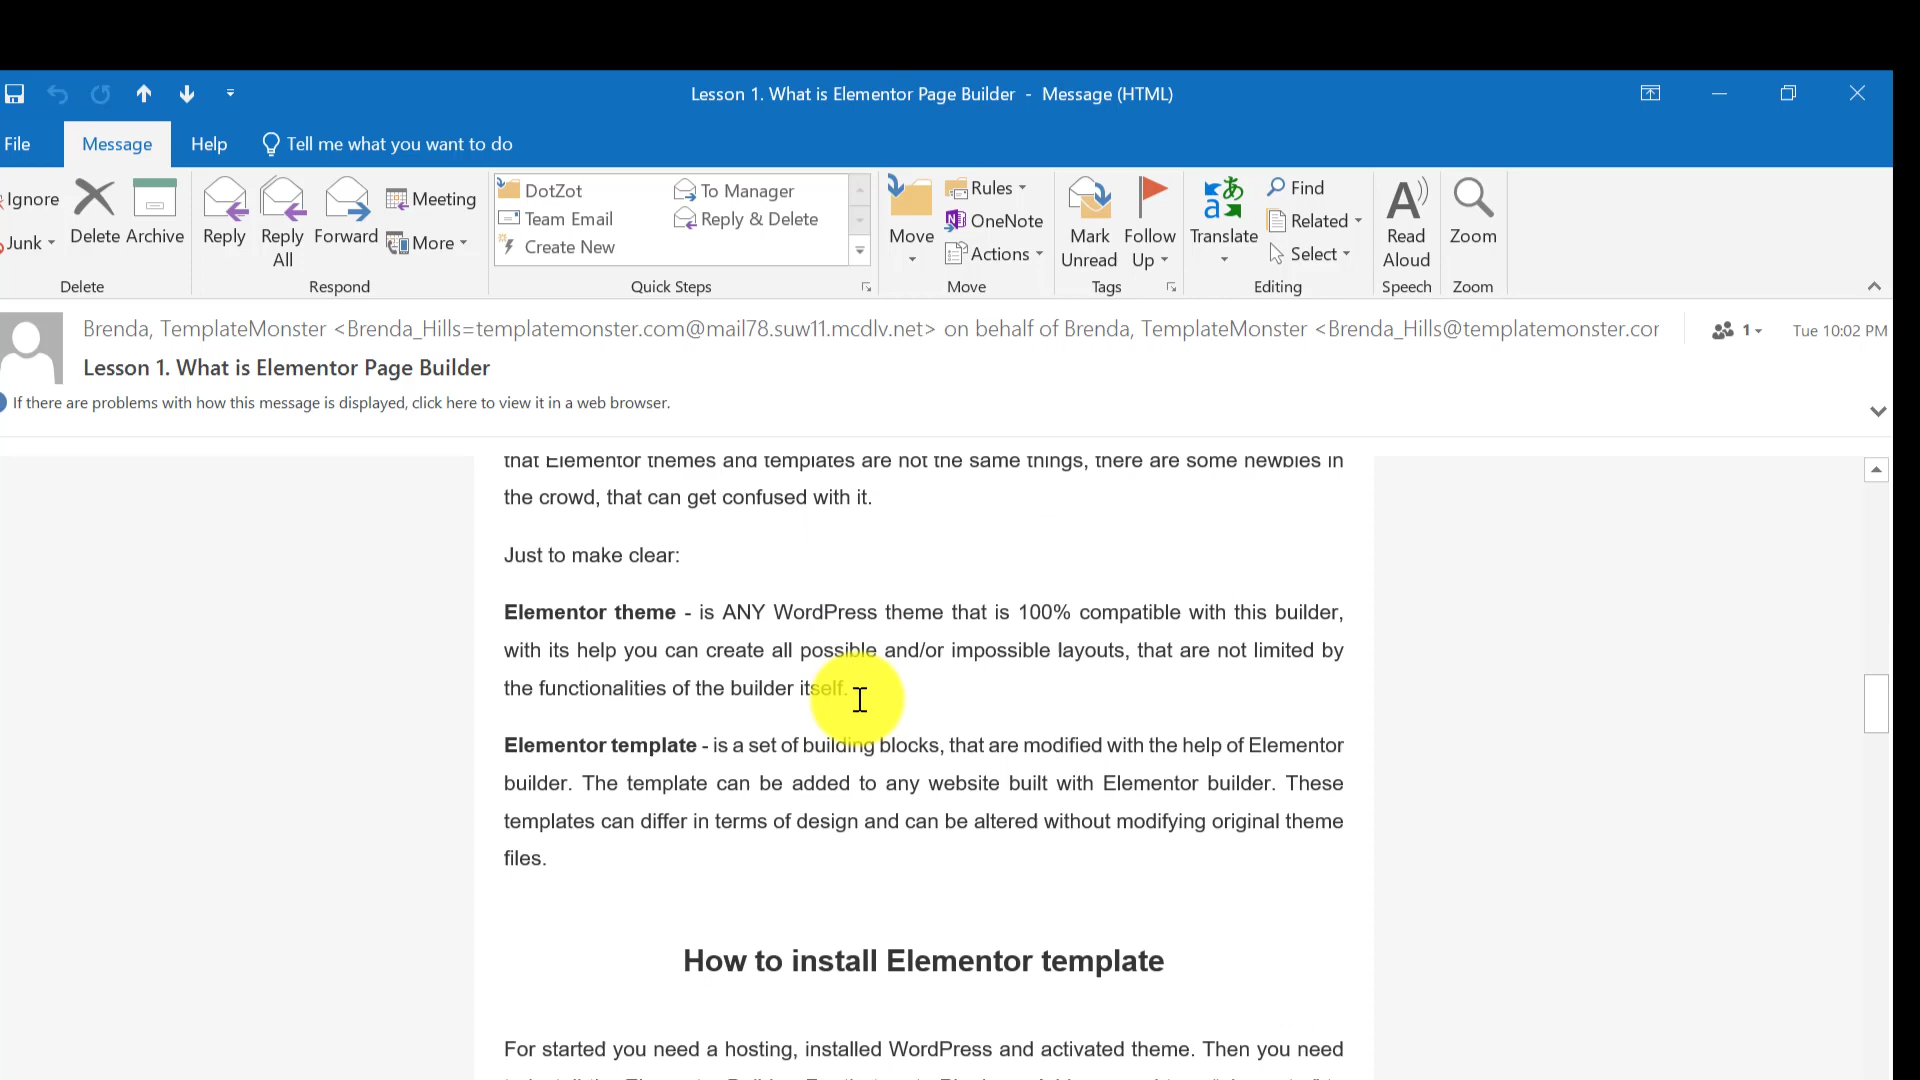 Lesson 1. What is Elementor Page Builder - Message (HTML)
File Message Help Tell me what you want to do
Ignore
Junk
Delete Archive
Reply Reply All Forward
Meeting
More
DotZot To Manager
Team Email Reply & Delete
Create New
Move
Rules
OneNote
Actions
Mark Unread
Follow Up
Translate
Find
Related
Select
Read Aloud
Zoom
Delete Respond Quick Steps Move Tags Editing Speech Zoom
Brenda, TemplateMonster <Brenda_Hills=templatemonster.com@mail78.suw11.mcdlv.net> on behalf of Brenda, TemplateMonster <Brenda_Hills@templatemonster.cor
1 Tue 10:02 PM
Lesson 1. What is Elementor Page Builder
If there are problems with how this message is displayed, click here to view it in a web browser.
that Elementor themes and templates are not the same things, there are some newbies in
the crowd, that can get confused with it.
Just to make clear:
Elementor theme - is ANY WordPress theme that is 100% compatible with this builder,
with its help you can create all possible and/or impossible layouts, that are not limited by
the functionalities of the builder itself.
Elementor template - is a set of building blocks, that are modified with the help of Elementor
builder. The template can be added to any website built with Elementor builder. These
templates can differ in terms of design and can be altered without modifying original theme
files.
How to install Elementor template
For started you need a hosting, installed WordPress and activated theme. Then you need